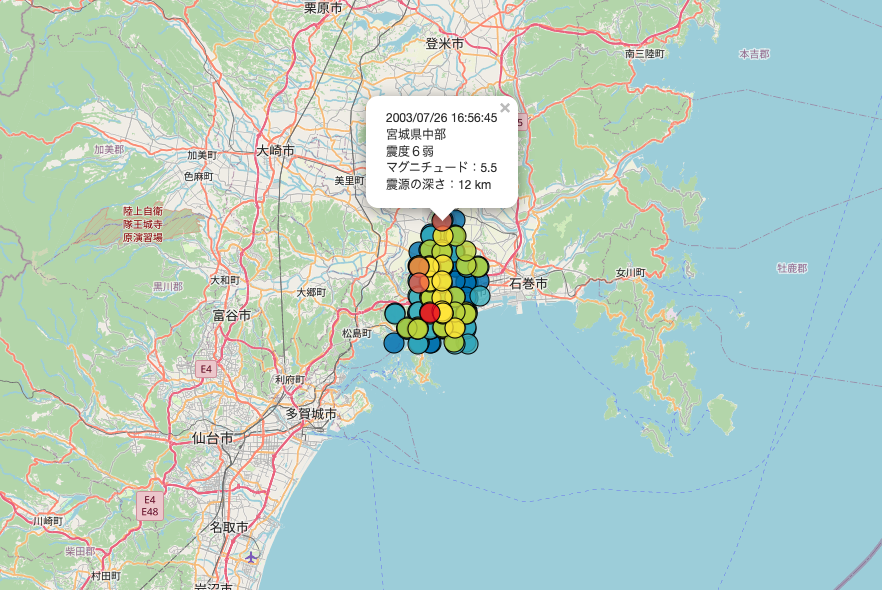 栗原市
登米市
南三陸町
本吉郡
2003/07/26 16:56:45
×
宮城県中部
震度６弱
マグニチュード：5.5
震源の深さ：12 km
5
加美郡
加美町
大崎市
色麻町
美里町
陸上自衛
隊王城寺
原演習場
黒川郡
大和町
大郷町
石巻市
女川町
牡鹿郡
富谷市
松島町
E4
利府町
多賀城市
仙台市
E4
E48
川崎町
名取市
柴田郡
村田町
岩沼市